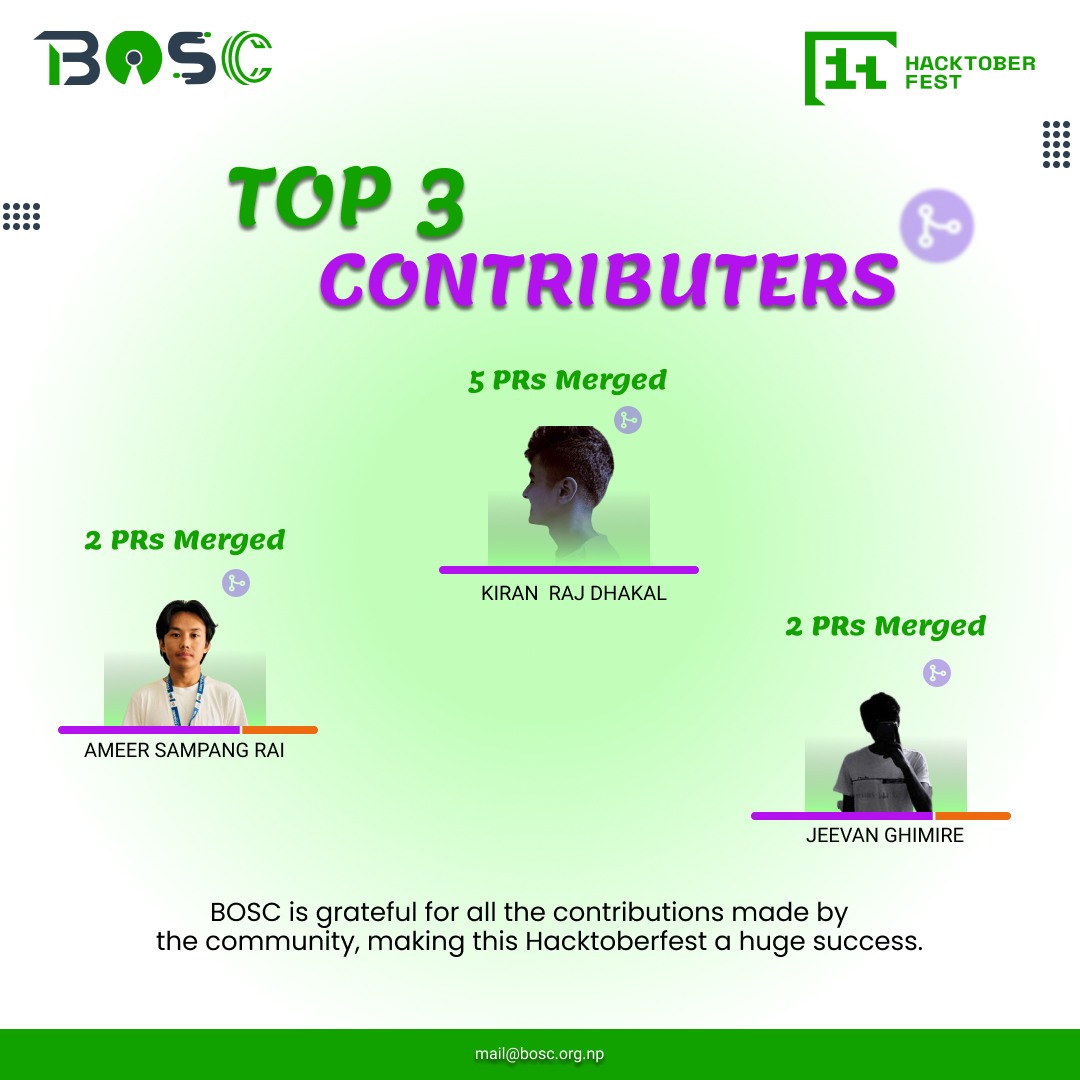 BOSC
HACKTOBER
FEST
TOP 3
CONTRIBUTERS
5 PRs Merged
KIRAN RAJ DHAKAL
2 PRs Merged
AMEER SAMPANG RAI
2 PRs Merged
JEEVAN GHIMIRE
BOSC is grateful for all the contributions made by
the community, making this Hacktoberfest a huge success.
mail@bosc.org.np